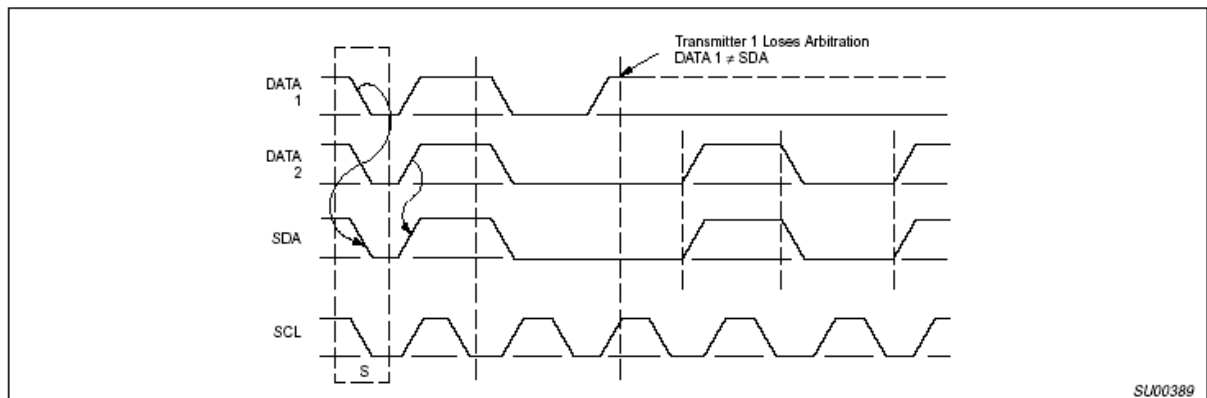 Transmitter 1 Loses Arbitration
DATA 1 ≠ SDA
DATA
1
DATA
2
SDA
SCL
S
SU00389